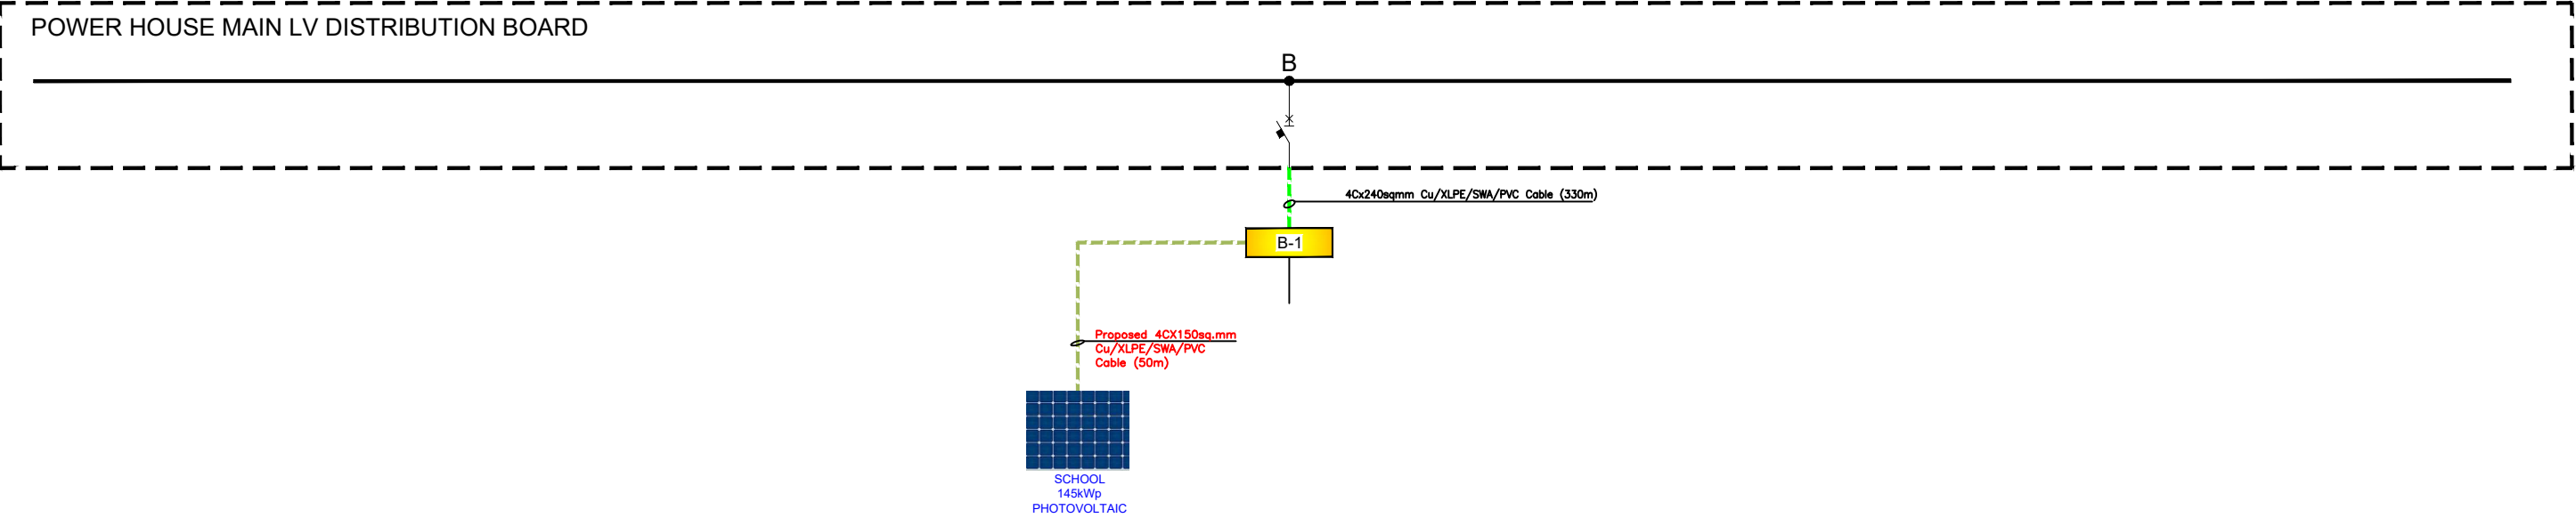 POWER HOUSE MAIN LV DISTRIBUTION BOARD
B
4Cx240sqmm Cu/XLPE/SWA/PVC Cable (330m)
B-1
Proposed 4CX150sq.mm
Cu/XLPE/SWA/PVC
Cable (50m)
SCHOOL
145kWp
PHOTOVOLTAIC